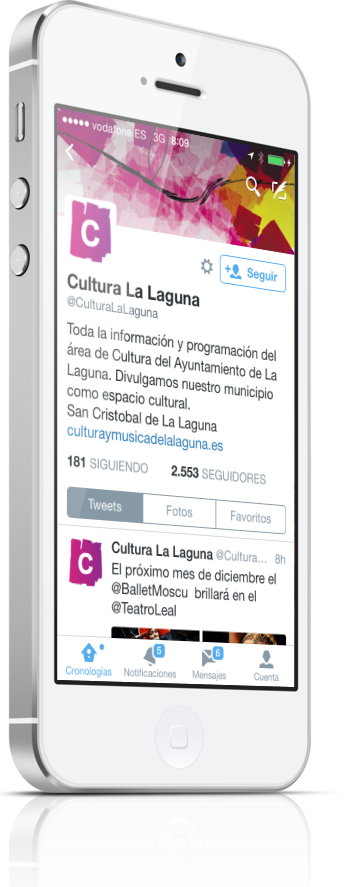 vodafone ES 3G 8:09
C
Seguir
Cultura La Laguna
@CulturaLaLaguna
Toda la información y programación del
área de Cultura del Ayuntamiento de La
Laguna. Divulgamos nuestro municipio
como espacio cultural.
San Cristobal de La Laguna
culturaymusicadelalaguna.es
181 SIGUIENDO 2.553 SEGUIDORES
Tweets Fotos Favoritos
C
Cultura La Laguna @Cultura... 8h
El próximo mes de diciembre el
@BalletMoscu brillará en el
@TeatroLeal
5 6
Cronologías Notificaciones Mensajes Cuenta